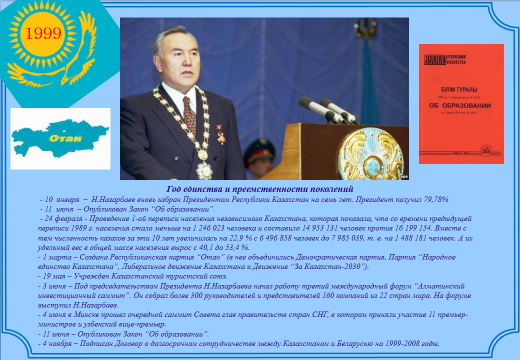 1999
Отан
РЕСПУБЛИКИ
КАЗАХСТАН
БІЛІМ ТУРАЛЫ
ОБ ОБРАЗОВАНИИ
Год единства и преемственности поколений
- 10 января – Н.Назарбаев вновь избран Президентом Республики Казахстан на семь лет. Президент получил 79,78%
- 11 июня – Опубликован Закон "Об образовании".
- 24 февраля - Проведение 1-ой переписи населения независимого Казахстана, которая показала, что со времени предыдущей
переписи 1989 г. населения стало меньше на 1 246 023 человека и составило 14 953 131 человек против 16 199 154. Вместе с
тем численность казахов за эти 10 лет увеличилась на 22,9 % с 6 496 858 человек до 7 985 039, т. е. на 1 488 181 человек. А их
удельный вес в общей массе населения вырос с 40,1 до 53,4 %.
- 1 марта – Создана Республиканская партия "Отан" (в нее объединились Демократическая партия, Партия "Народное
единство Казахстана", Либеральное движение Казахстана и Движение "За Казахстан-2030").
- 19 мая – Учрежден Казахстанский туристский союз.
- 3 июня – Под председательством Президента Н.Назарбаева начал работу третий международный форум "Алматинский
инвестиционный саммит". Он собрал более 300 руководителей и представителей 160 компаний из 22 стран мира. На форуме
выступил Н.Назарбаев.
- 4 июня в Минске прошел очередной саммит Совета глав правительств стран СНГ, в котором приняли участие 11 премьер-
министров и узбекский вице-премьер.
- 11 июня – Опубликован Закон "Об образовании".
- 4 ноября – Подписан Договор о долгосрочном сотрудничестве между Казахстаном и Беларусью на 1999-2008 годы.